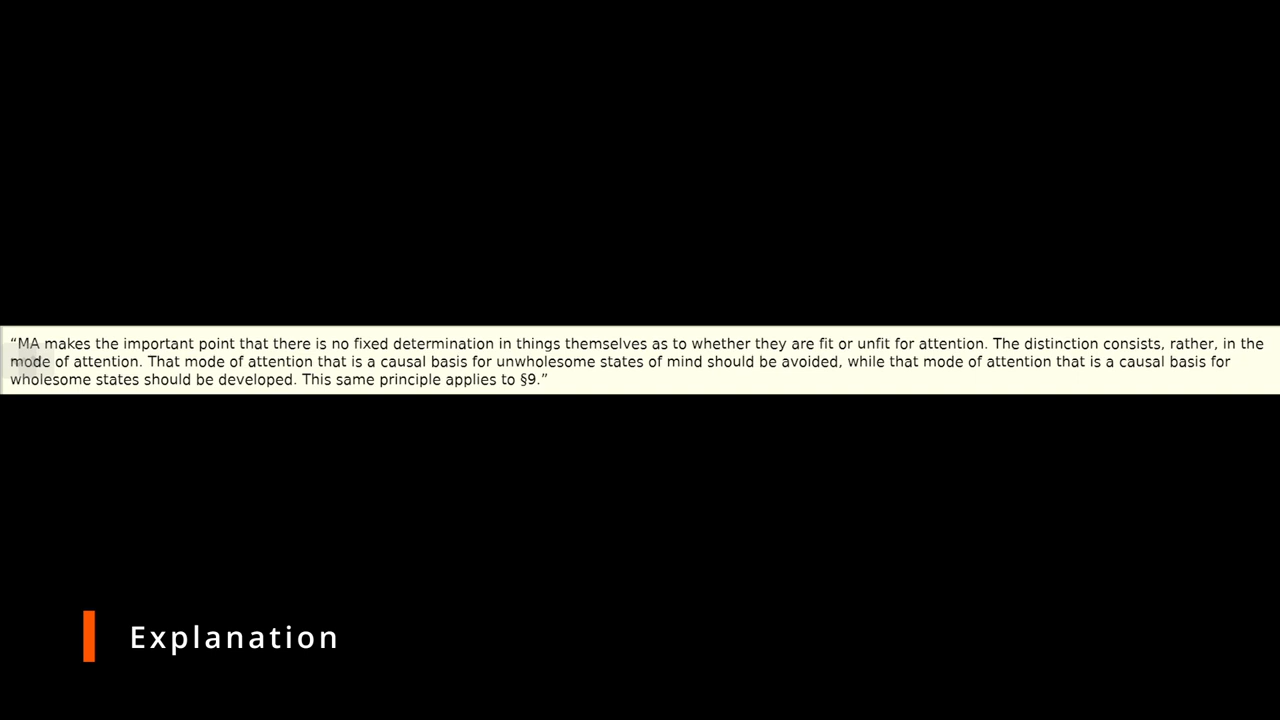 “MA makes the important point that there is no fixed determination in things themselves as to whether they are fit or unfit for attention. The distinction consists, rather, in the
mode of attention. That mode of attention that is a causal basis for unwholesome states of mind should be avoided, while that mode of attention that is a causal basis for
wholesome states should be developed. This same principle applies to §9.”
Explanation